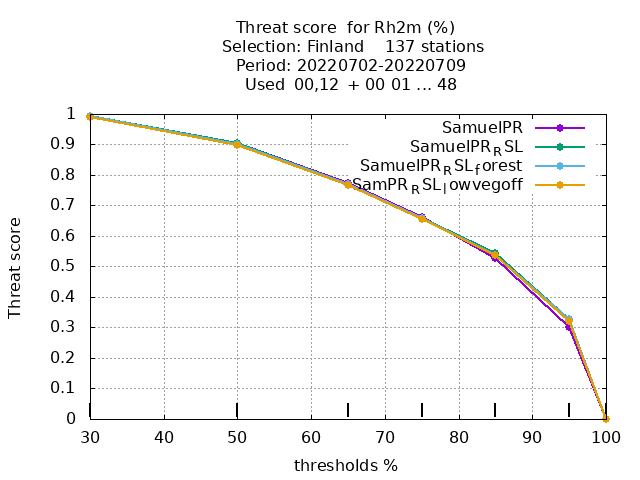 Threat score  for Rh2m (%)
Selection: Finland    137 stations
Period: 20220702-20220709
Used  00,12  + 00 01 ... 48
SamuelPR
SamuelPR_RSL
SamuelPR_RSL_forest
SamPR_RSL_lowvegoff
1
0.9
0.8
0.7
0.6
0.5
0.4
0.3
0.2
0.1
0
Threat score
30 40 50 60 70 80 90 100
thresholds %